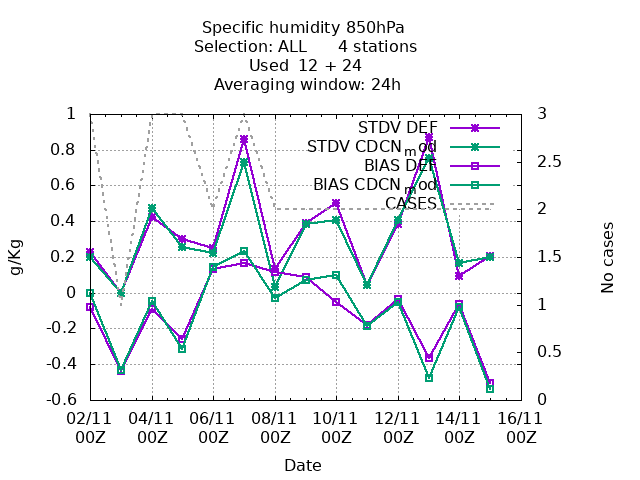 Specific humidity 850hPa
Selection: ALL 4 stations
Used 12 + 24
Averaging window: 24h
1
0.8
0.6
0.4
0.2
0
-0.2
-0.4
-0.6
g/Kg
3
2.5
2
1.5
1
0.5
0
No cases
STDV DEF
STDV CDCNmod
BIAS DEF
BIAS CDCNmod
CASES
02/11 04/11 06/11 08/11 10/11 12/11 14/11 16/11
00Z 00Z 00Z 00Z 00Z 00Z 00Z 00Z
Date